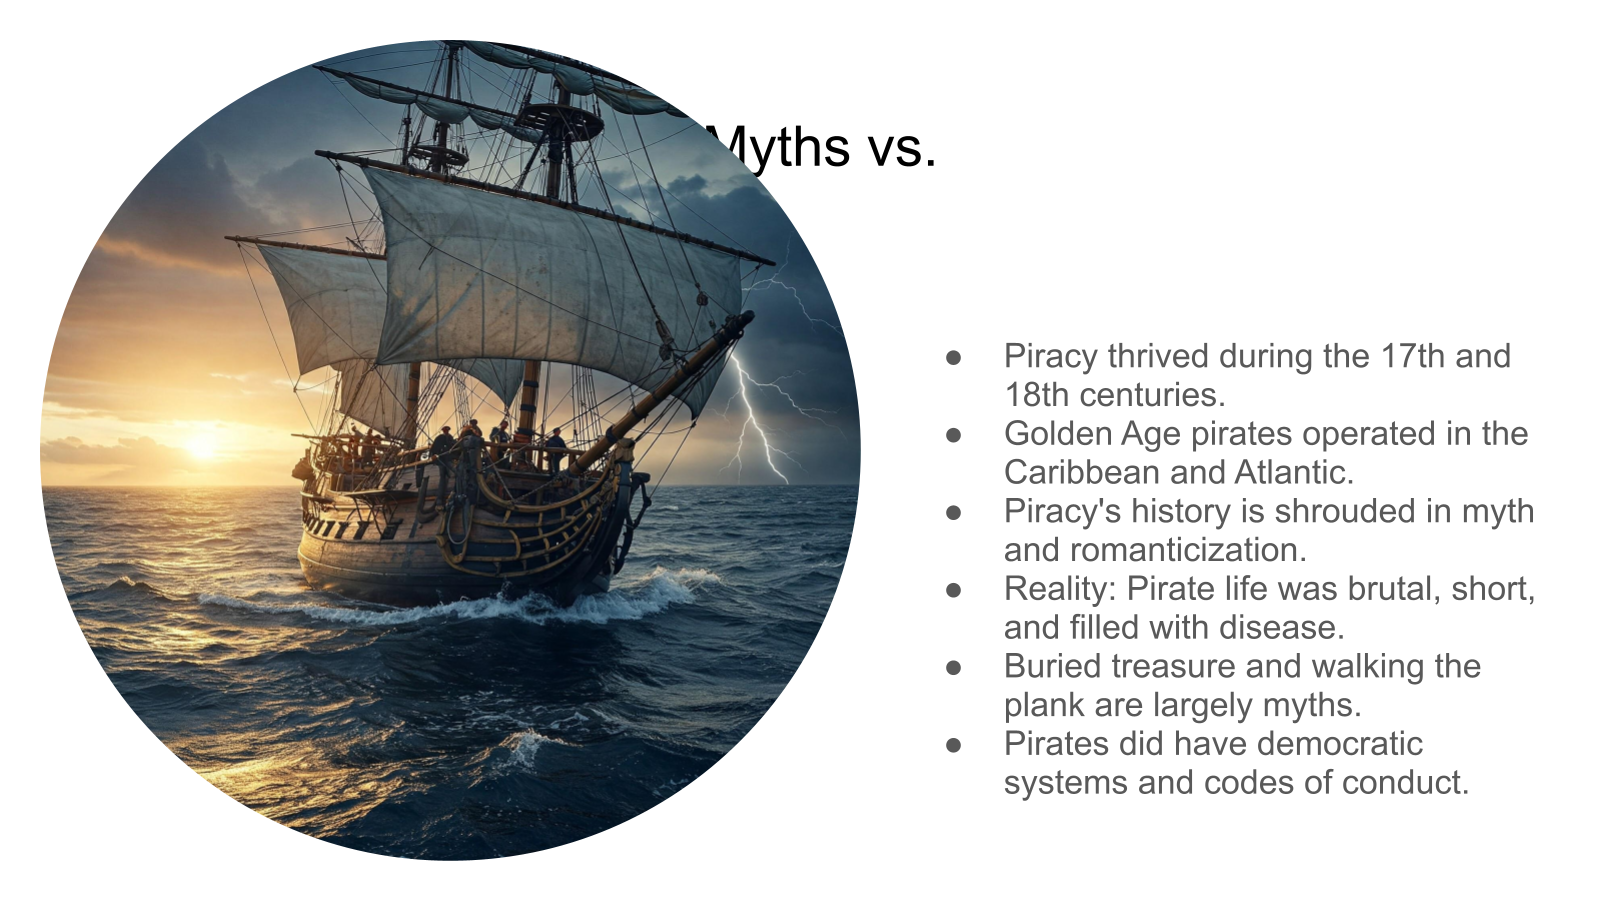 Myths vs.
● Piracy thrived during the 17th and
18th centuries.
● Golden Age pirates operated in the
Caribbean and Atlantic.
● Piracy's history is shrouded in myth
and romanticization.
● Reality: Pirate life was brutal, short,
and filled with disease.
● Buried treasure and walking the
plank are largely myths.
● Pirates did have democratic
systems and codes of conduct.